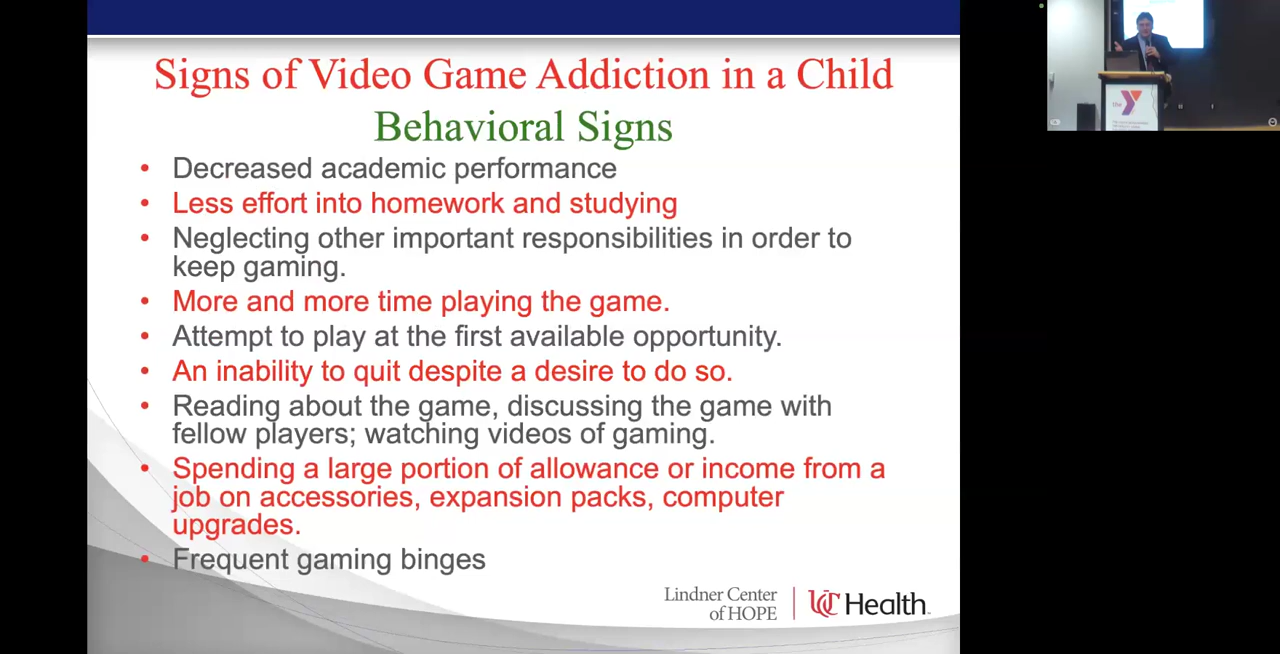 Signs of Video Game Addiction in a Child
Behavioral Signs
• Decreased academic performance
• Less effort into homework and studying
• Neglecting other important responsibilities in order to
keep gaming.
• More and more time playing the game.
• Attempt to play at the first available opportunity.
• An inability to quit despite a desire to do so.
• Reading about the game, discussing the game with
fellow players; watching videos of gaming.
• Spending a large portion of allowance or income from a
job on accessories, expansion packs, computer
upgrades.
• Frequent gaming binges
Lindner Center
of HOPE
UC Health
the Y